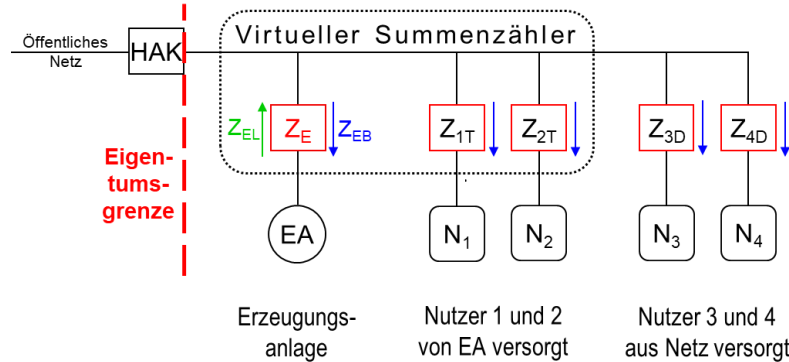 Öffentliches
Netz
HAK
Virtueller Summenzähler
Z_EL
Z_E
Z_EB
Z_1T
Z_2T
Z_3D
Z_4D
Eigen-
tums-
grenze
EA
N_1
N_2
N_3
N_4
Erzeugungs-
anlage
Nutzer 1 und 2
von EA versorgt
Nutzer 3 und 4
aus Netz versorgt